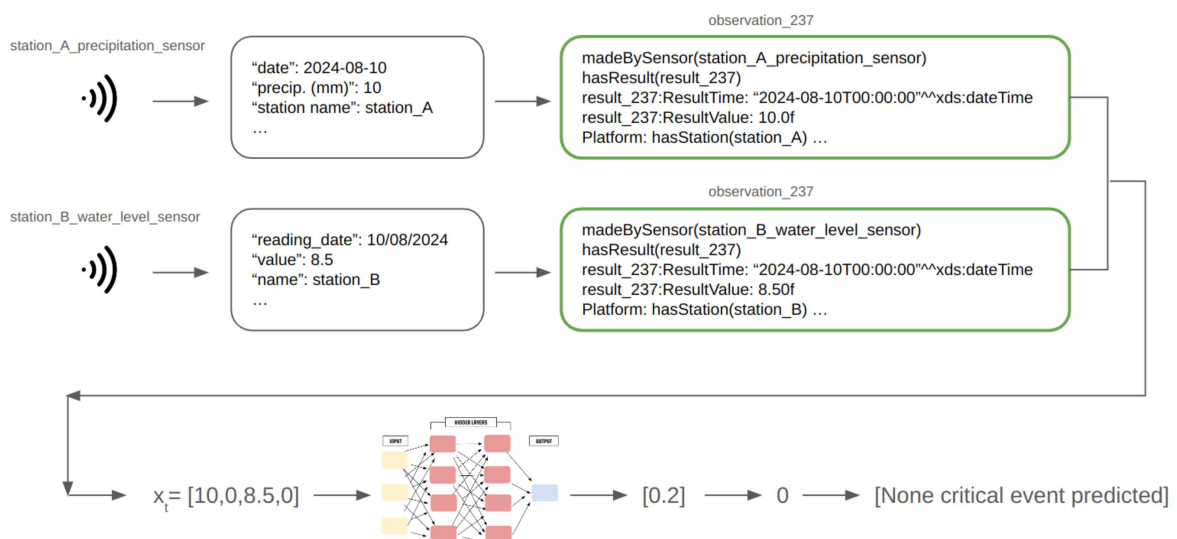 observation_237
station_A_precipitation_sensor
“date”: 2024-08-10
“precip. (mm)”: 10
“station name”: station_A
…
madeBySensor(station_A_precipitation_sensor)
hasResult(result_237)
result_237:ResultTime: “2024-08-10T00:00:00”^^xds:dateTime
result_237:ResultValue: 10.0f
Platform: hasStation(station_A) …
observation_237
station_B_water_level_sensor
“reading_date”: 10/08/2024
“value”: 8.5
“name”: station_B
…
madeBySensor(station_B_water_level_sensor)
hasResult(result_237)
result_237:ResultTime: “2024-08-10T00:00:00”^^xds:dateTime
result_237:ResultValue: 8.50f
Platform: hasStation(station_B) …
HIDDEN LAYERS
INPUT
OUTPUT
xt= [10,0,8.5,0]
[0.2]
0
[None critical event predicted]